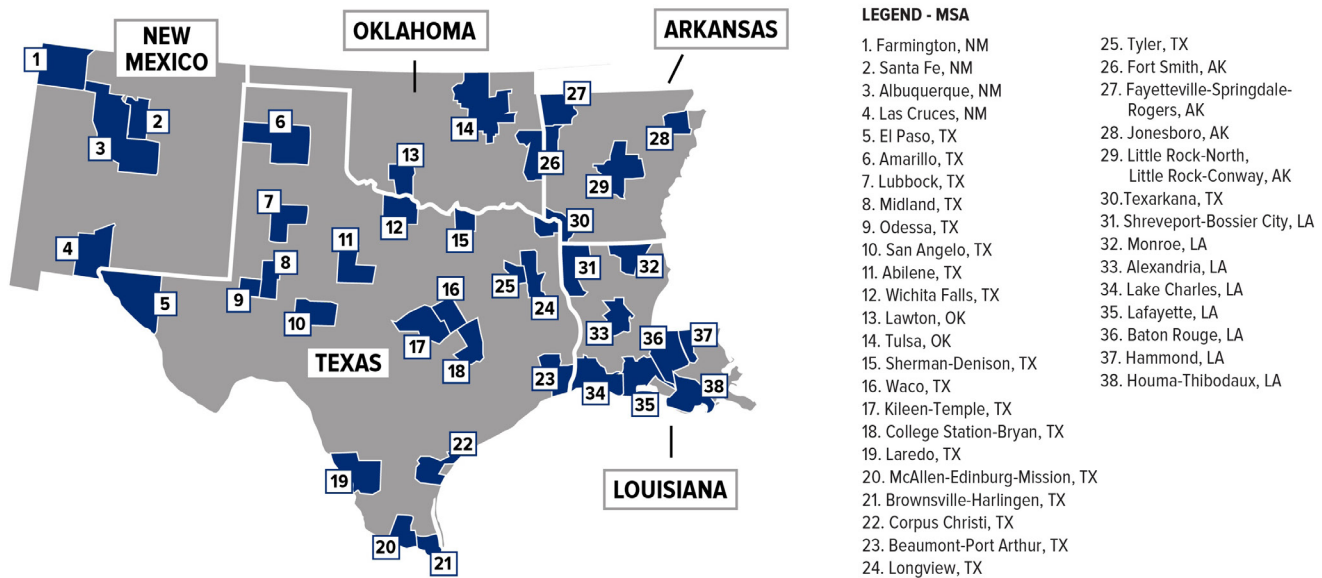 NEW
MEXICO
OKLAHOMA
ARKANSAS
TEXAS
LOUISIANA
1
2
3
4
5
6
7
8
9
10
11
12
13
14
15
16
17
18
19
20
21
22
23
24
25
26
27
28
29
30
31
32
33
34
35
36
37
38
LEGEND - MSA
1. Farmington, NM
2. Santa Fe, NM
3. Albuquerque, NM
4. Las Cruces, NM
5. El Paso, TX
6. Amarillo, TX
7. Lubbock, TX
8. Midland, TX
9. Odessa, TX
10. San Angelo, TX
11. Abilene, TX
12. Wichita Falls, TX
13. Lawton, OK
14. Tulsa, OK
15. Sherman-Denison, TX
16. Waco, TX
17. Kileen-Temple, TX
18. College Station-Bryan, TX
19. Laredo, TX
20. McAllen-Edinburg-Mission, TX
21. Brownsville-Harlingen, TX
22. Corpus Christi, TX
23. Beaumont-Port Arthur, TX
24. Longview, TX
25. Tyler, TX
26. Fort Smith, AK
27. Fayetteville-Springdale-
Rogers, AK
28. Jonesboro, AK
29. Little Rock-North,
Little Rock-Conway, AK
30.Texarkana, TX
31. Shreveport-Bossier City, LA
32. Monroe, LA
33. Alexandria, LA
34. Lake Charles, LA
35. Lafayette, LA
36. Baton Rouge, LA
37. Hammond, LA
38. Houma-Thibodaux, LA